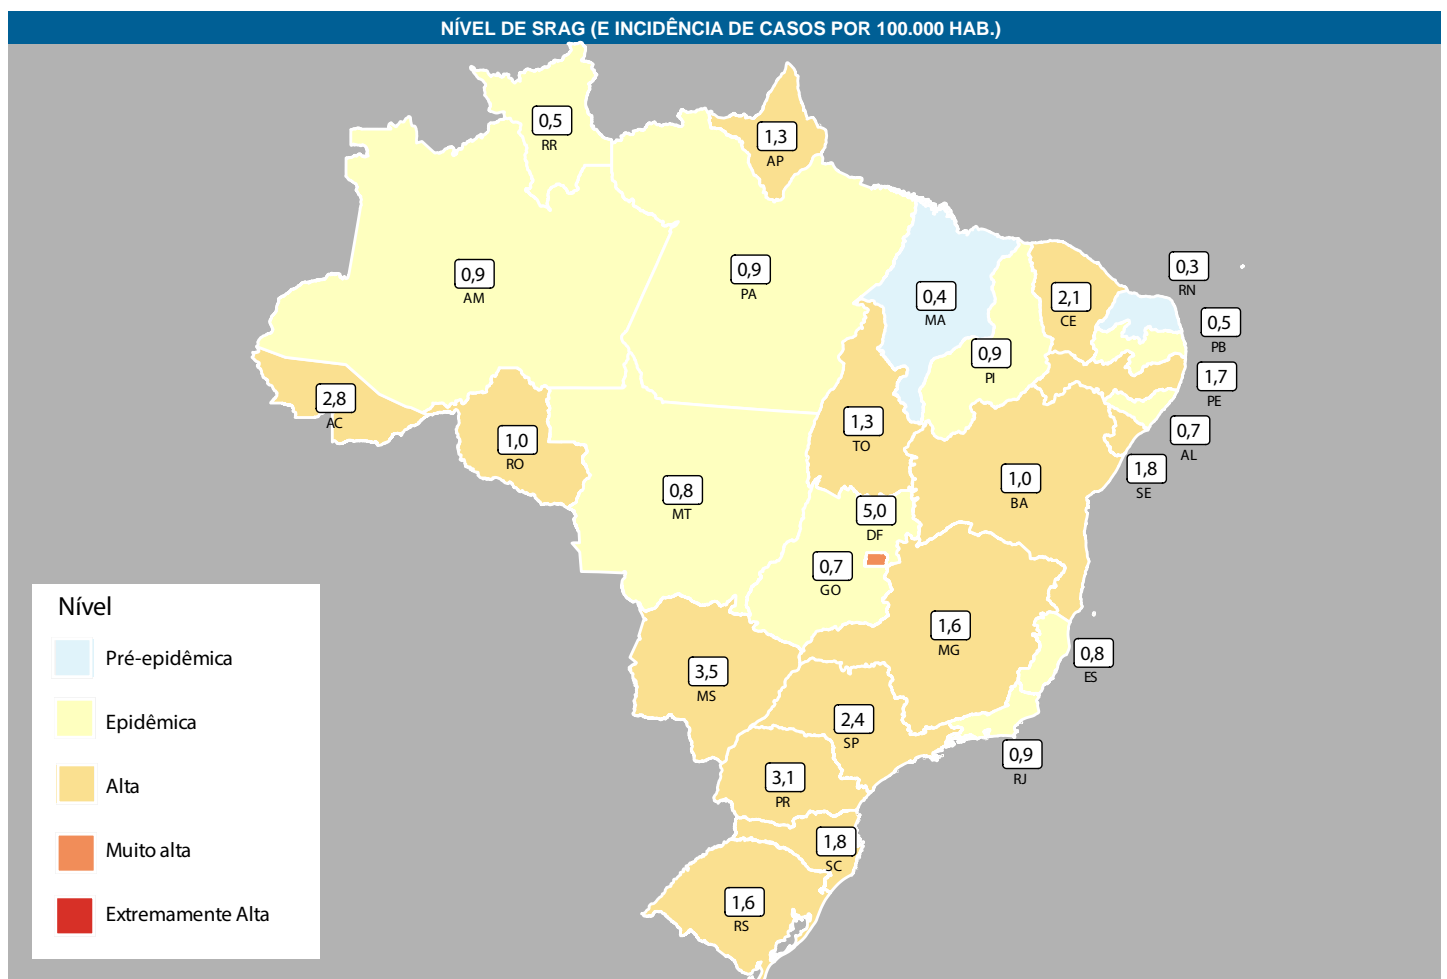 NÍVEL DE SRAG (E INCIDÊNCIA DE CASOS POR 100.000 HAB.)
0,5
RR
1,3
AP
0,9
AM
0,9
PA
0,4
MA
2,1
CE
0,3
RN
0,5
PB
0,9
PI
1,7
PE
2,8
AC
1,0
RO
1,3
TO
0,7
AL
1,8
SE
0,8
MT
1,0
BA
5,0
DF
0,7
GO
1,6
MG
0,8
ES
3,5
MS
2,4
SP
0,9
RJ
3,1
PR
1,8
SC
1,6
RS
Nível
Pré-epidêmica
Epidêmica
Alta
Muito alta
Extremamente Alta